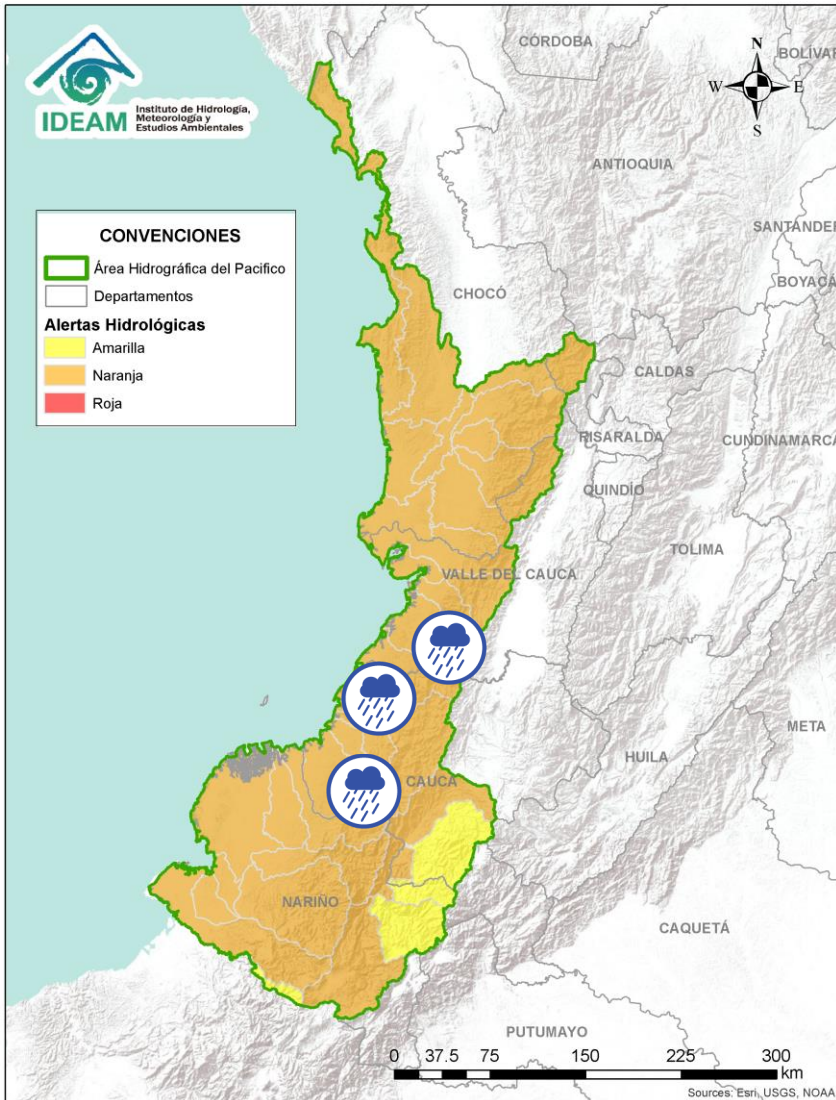 IDEAM
Instituto de Hidrología,
Meteorología y
Estudios Ambientales
CÓRDOBA
BOLÍVAR
N
W
E
S
ANTIOQUIA
SANTANDER
BOYACÁ
CONVENCIONES
Área Hidrográfica del Pacifico
Departamentos
Alertas Hidrológicas
Amarilla
Naranja
Roja
CHOCÓ
CALDAS
RISARALDA
CUNDINAMARCA
QUINDÍO
TOLIMA
VALLE DEL CAUCA
META
HUILA
CAUCA
NARIÑO
CAQUETÁ
PUTUMAYO
0 37.5 75 150 225 300
km
Sources: Esri, USGS, NOAA